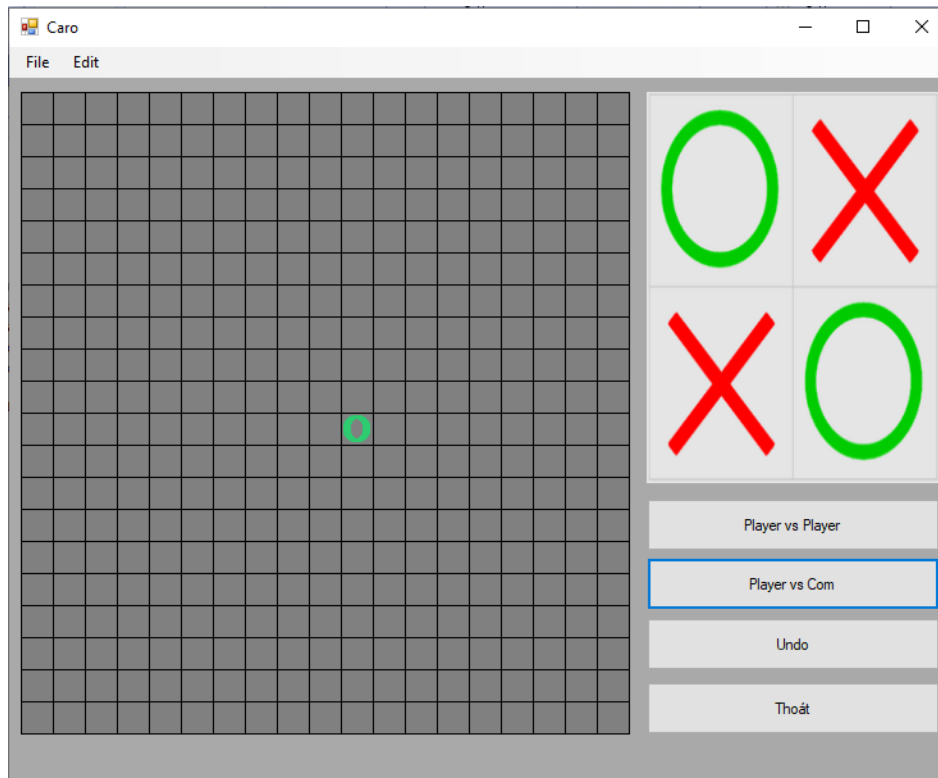 Caro
File Edit
O X
X O
O
Player vs Player
Player vs Com
Undo
Thoát